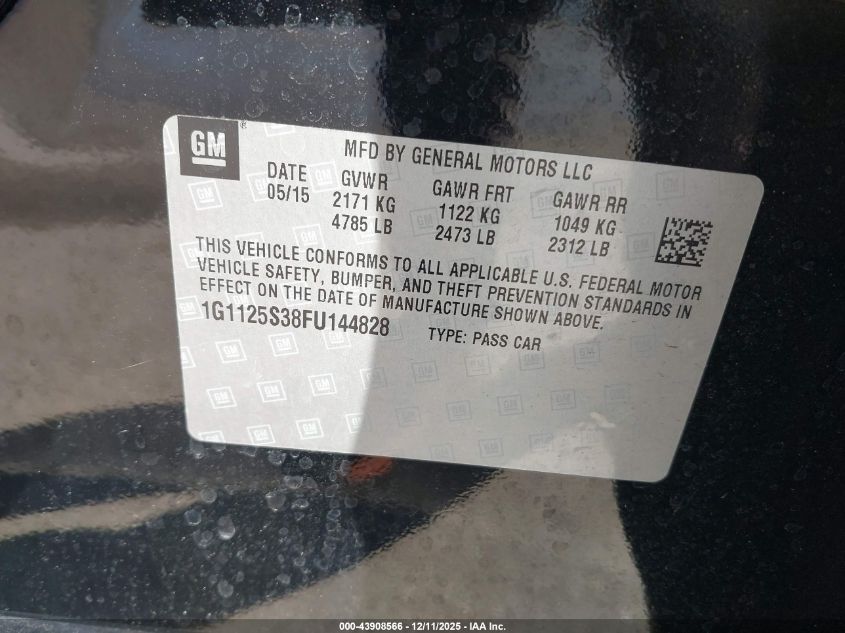 GM ®
MFD BY GENERAL MOTORS LLC
DATE GVWR GAWR FRT GAWR RR
05/15 2171 KG 1122 KG 1049 KG
4785 LB 2473 LB 2312 LB
THIS VEHICLE CONFORMS TO ALL APPLICABLE U.S. FEDERAL MOTOR
VEHICLE SAFETY, BUMPER, AND THEFT PREVENTION STANDARDS IN
EFFECT ON THE DATE OF MANUFACTURE SHOWN ABOVE.
1G1125S38FU144828 TYPE: PASS CAR
000-43908566 - 12/11/2025 - IAA Inc.